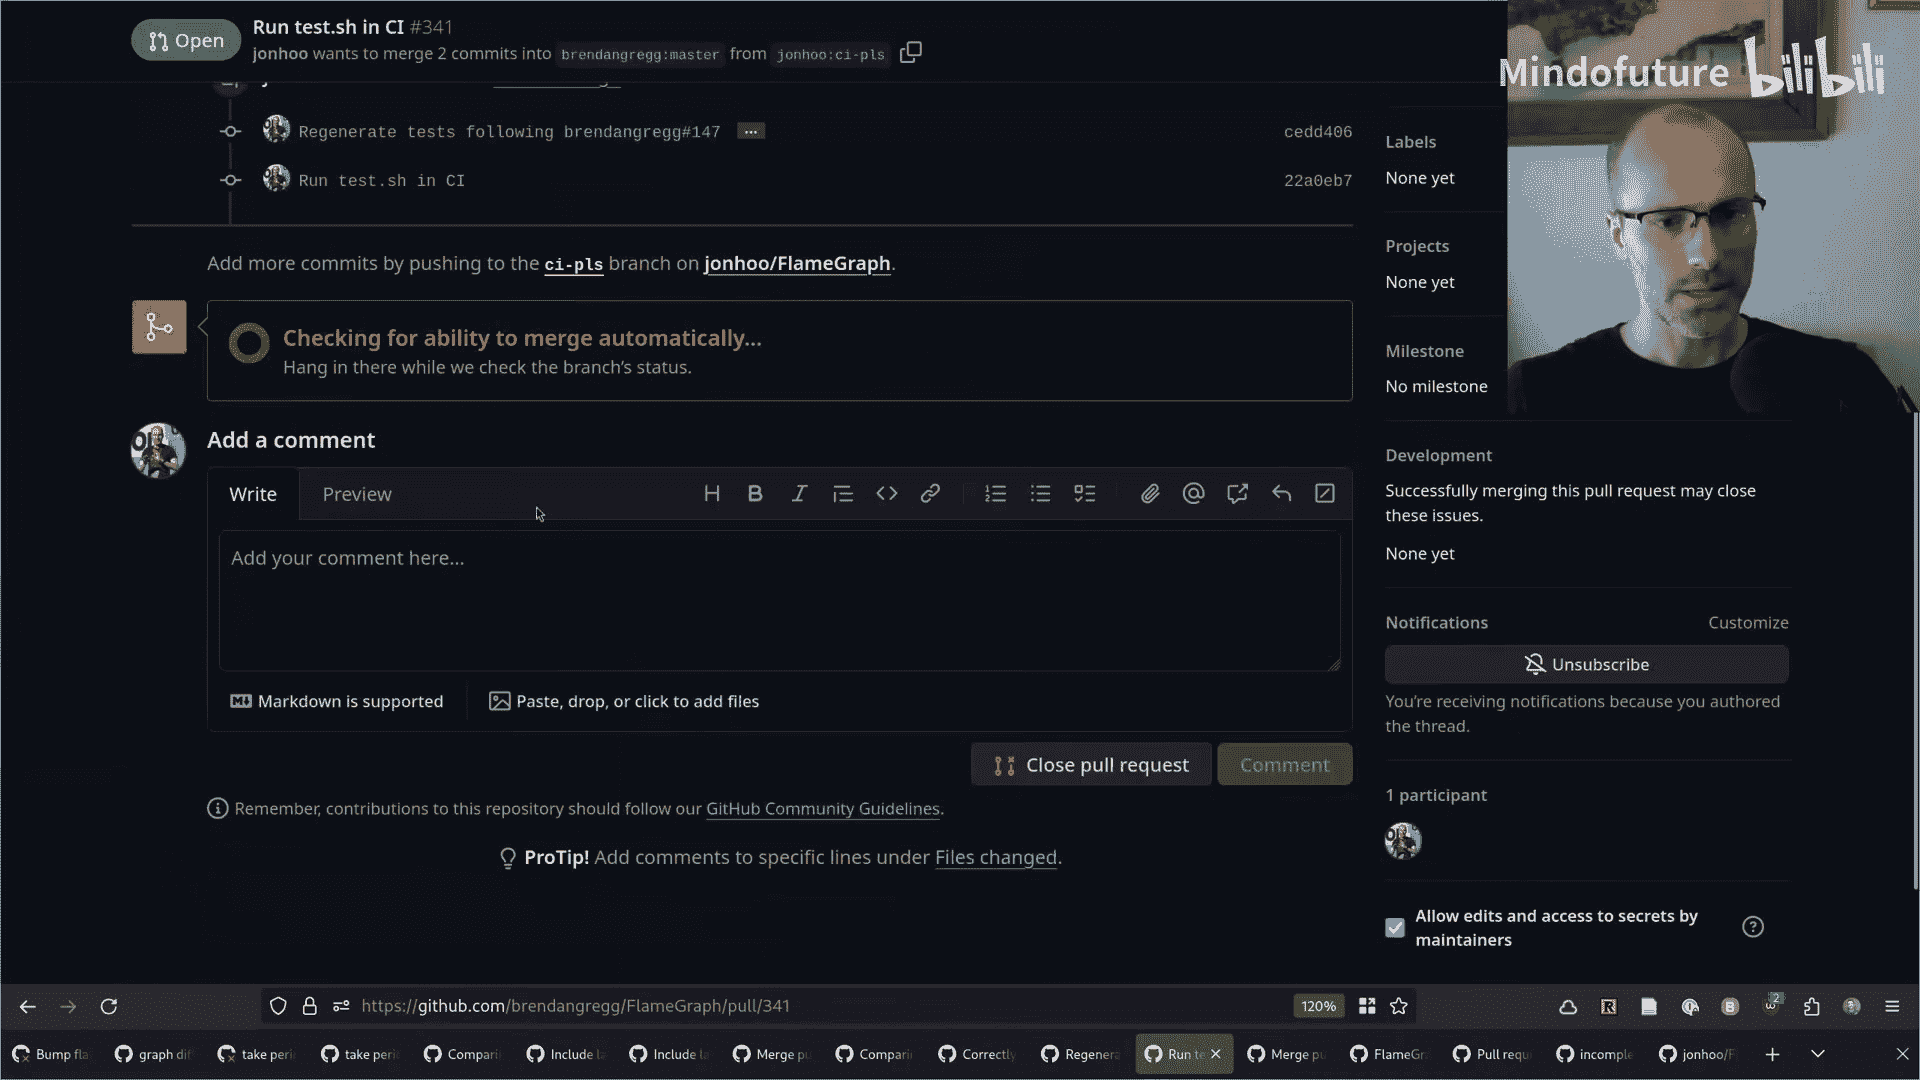 Open
Run test.sh in CI #341
jonhoo wants to merge 2 commits into brendangregg:master from jonhoo:ci-pls
Mindofuture bilibili
Regenerate tests following brendangregg#147 ... cedd406
Run test.sh in CI 22a0eb7
Add more commits by pushing to the ci-pls branch on jonhoo/FlameGraph.
Checking for ability to merge automatically...
Hang in there while we check the branch's status.
Add a comment
Write Preview
Add your comment here...
Markdown is supported
Paste, drop, or click to add files
Close pull request Comment
Remember, contributions to this repository should follow our GitHub Community Guidelines.
ProTip! Add comments to specific lines under Files changed.
Labels
None yet
Projects
None yet
Milestone
No milestone
Development
Successfully merging this pull request may close
these issues.
None yet
Notifications Customize
Unsubscribe
You're receiving notifications because you authored
the thread.
1 participant
Allow edits and access to secrets by
maintainers
https://github.com/brendangregg/FlameGraph/pull/341 120% 2
Bump fla graph dif take peri take peri Compari Include la Include la Merge pu Compari Correctly Regenera Run te Merge pu FlameGr Pull requ incomple jonhoo/F